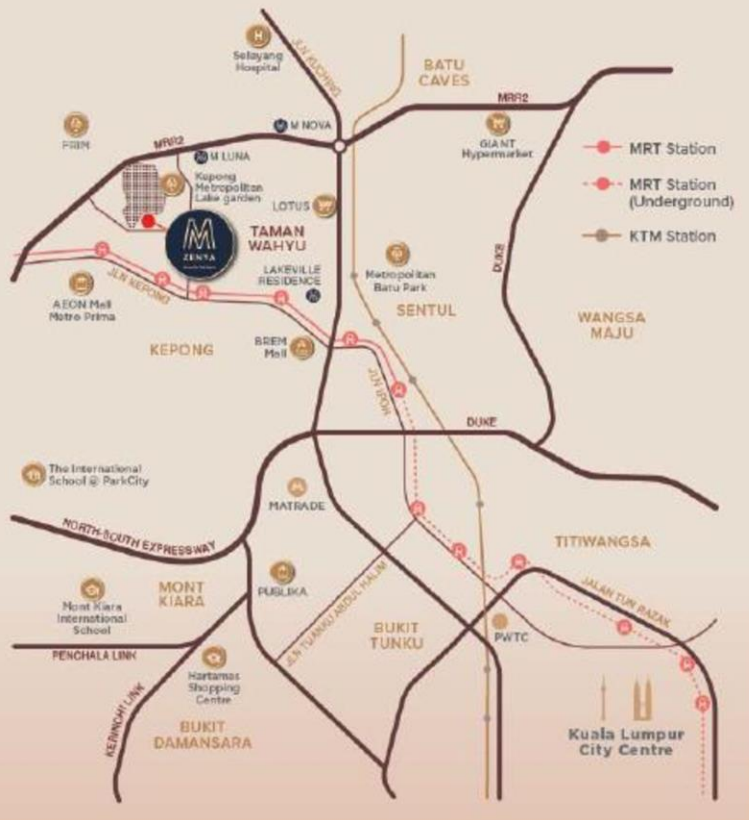 Selayang
Hospital
JLN KUCHING
BATU
CAVES
MRR2
FRIM
M NOVA
MRR2
M LUNA
GIANT
Hypermarket
MRT Station
Kepong
Metropolitan
Lake garden
LOTUS
MRT Station
(Underground)
M
ZENYA
TAMAN
WAHYU
KTM Station
DUKE
LAKEVILLE
RESIDENCE
Metropolitan
Batu Park
JLN KEPONG
AEON Mall
Metro Prima
SENTUL
WANGSA
MAJU
KEPONG
BREM
Mall
JLN IPOH
DUKE
The International
School @ ParkCity
MATRADE
NORTH-SOUTH EXPRESSWAY
TITIWANGSA
MONT
KIARA
PUBLIKA
JLN TUANKU ABDUL HALIM
JALAN TUN RAZAK
Mont Kiara
International
School
BUKIT
TUNKU
PWTC
PENCHALA LINK
Hartamas
Shopping
Centre
KERINCHI LINK
BUKIT
DAMANSARA
Kuala Lumpur
City Centre